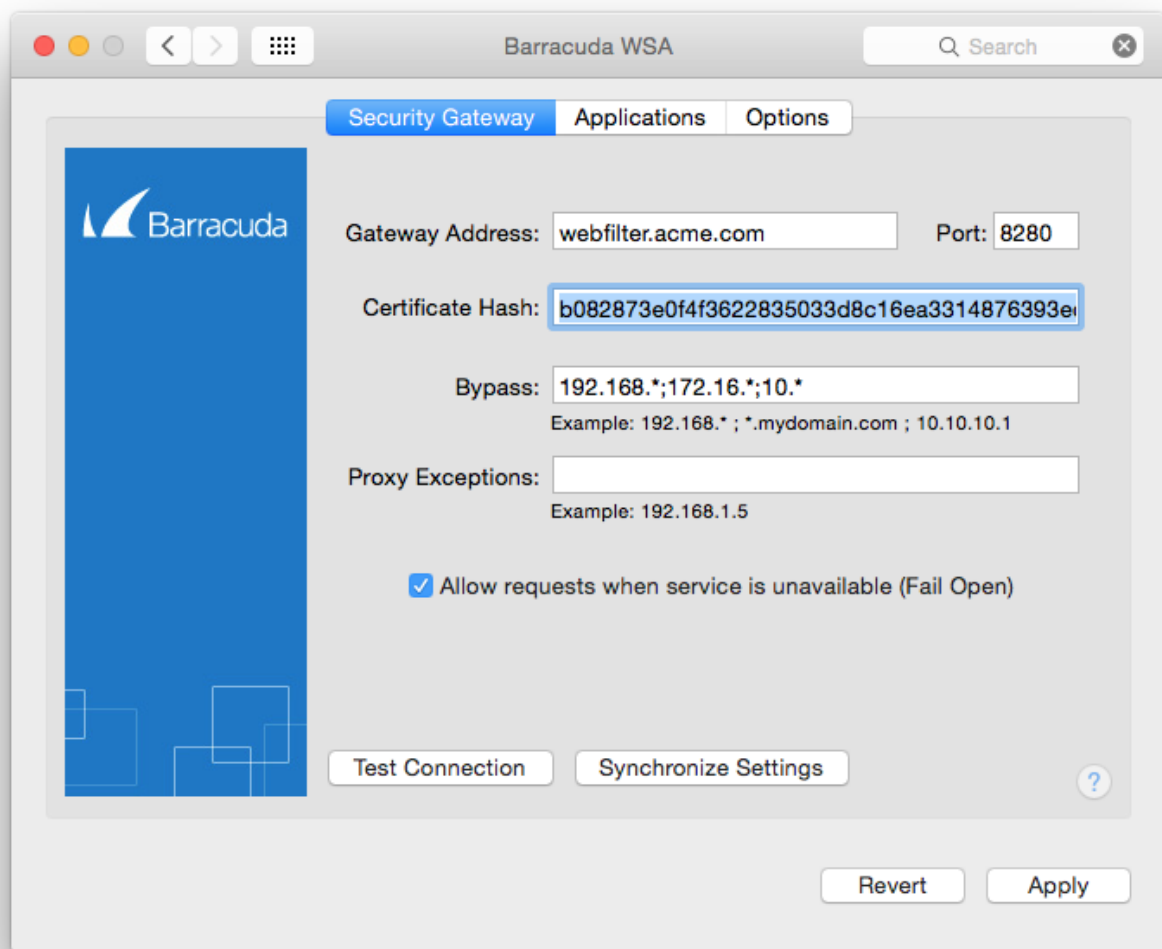 Barracuda WSA
Search
Security Gateway Applications Options
Barracuda
Gateway Address: webfilter.acme.com Port: 8280
Certificate Hash: b082873e0f4f3622835033d8c16ea3314876393e
Bypass: 192.168.*;172.16.*;10.*
Example: 192.168.* ; *.mydomain.com ; 10.10.10.1
Proxy Exceptions:
Example: 192.168.1.5
Allow requests when service is unavailable (Fail Open)
Test Connection Synchronize Settings
?
Revert Apply